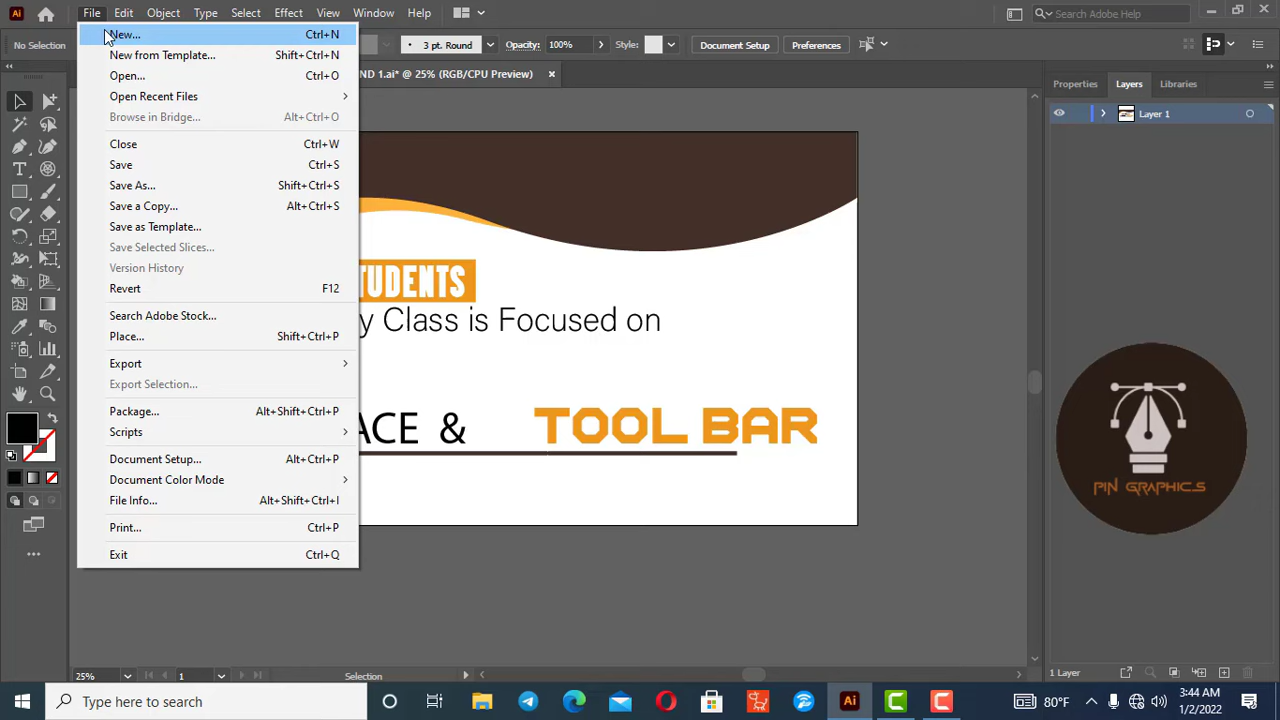 Ai File Edit Object Type Select Effect View Window Help Search Adobe Stock
No Selection 3 pt. Round Opacity: 100% Style: Document Setup Preferences
ND 1.ai* @ 25% (RGB/CPU Preview)
New... Ctrl+N
New from Template... Shift+Ctrl+N
Open... Ctrl+O
Open Recent Files
Browse in Bridge... Alt+Ctrl+O
Close Ctrl+W
Save Ctrl+S
Save As... Shift+Ctrl+S
Save a Copy... Alt+Ctrl+S
Save as Template...
Save Selected Slices...
Version History
Revert F12
Search Adobe Stock...
Place... Shift+Ctrl+P
Export
Export Selection...
Package... Alt+Shift+Ctrl+P
Scripts
Document Setup... Alt+Ctrl+P
Document Color Mode
File Info... Alt+Shift+Ctrl+I
Print... Ctrl+P
Exit Ctrl+Q
TUDENTS
y Class is Focused on
ACE & TOOL BAR
Properties Layers Libraries
Layer 1
PIN GRAPHICS
25% 1 Selection
1 Layer
Type here to search
Ai
80°F
3:44 AM
1/2/2022